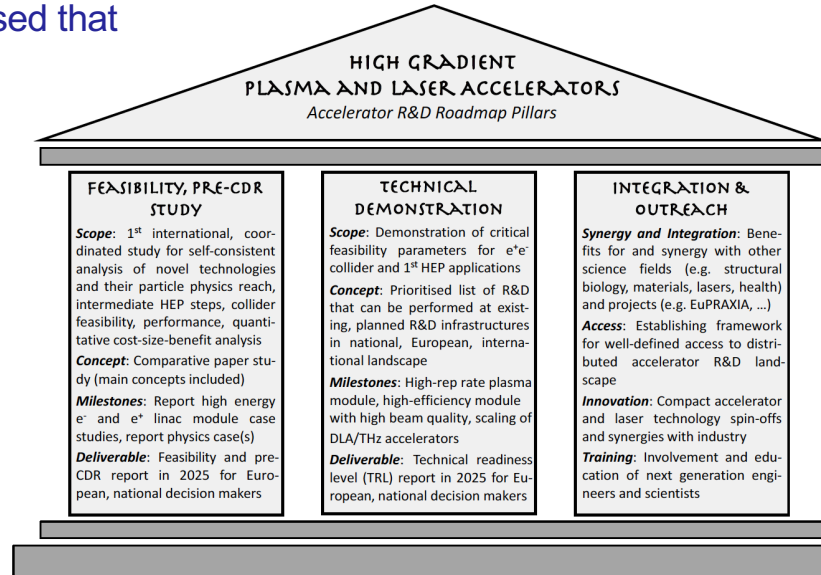 sed that
HIGH GRADIENT
PLASMA AND LASER ACCELERATORS
Accelerator R&D Roadmap Pillars
FEASIBILITY, PRE-CDR
STUDY
Scope: 1st international, coor-
dinated study for self-consistent
analysis of novel technologies
and their particle physics reach,
intermediate HEP steps, collider
feasibility, performance, quanti-
tative cost-size-benefit analysis
Concept: Comparative paper stu-
dy (main concepts included)
Milestones: Report high energy
e- and e+ linac module case
studies, report physics case(s)
Deliverable: Feasibility and pre-
CDR report in 2025 for Euro-
pean, national decision makers
TECHNICAL
DEMONSTRATION
Scope: Demonstration of critical
feasibility parameters for e+e-
collider and 1st HEP applications
Concept: Prioritised list of R&D
that can be performed at exist-
ing, planned R&D infrastructures
in national, European, interna-
tional landscape
Milestones: High-rep rate plasma
module, high-efficiency module
with high beam quality, scaling of
DLA/THz accelerators
Deliverable: Technical readiness
level (TRL) report in 2025 for Eu-
ropean, national decision makers
INTEGRATION &
OUTREACH
Synergy and Integration: Bene-
fits for and synergy with other
science fields (e.g. structural
biology, materials, lasers, health)
and projects (e.g. EuPRAXIA, ...)
Access: Establishing framework
for well-defined access to distri-
buted accelerator R&D land-
scape
Innovation: Compact accelerator
and laser technology spin-offs
and synergies with industry
Training: Involvement and edu-
cation of next generation engi-
neers and scientists